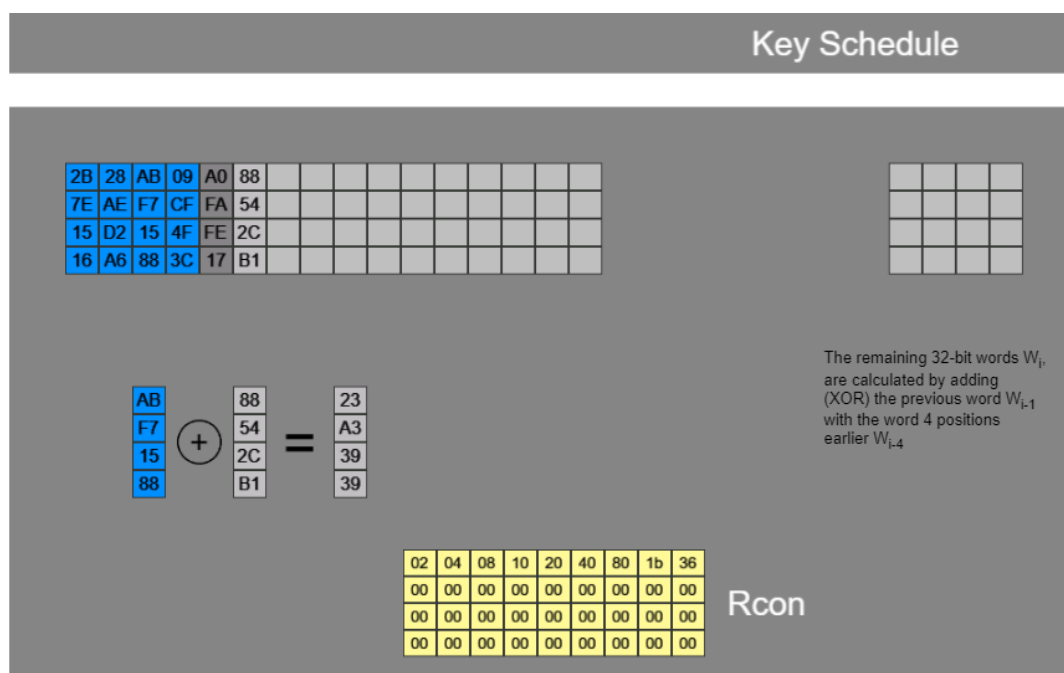 Key Schedule
2B 28 AB 09 A0 88
7E AE F7 CF FA 54
15 D2 15 4F FE 2C
16 A6 88 3C 17 B1
The remaining 32-bit words Wi,
are calculated by adding
(XOR) the previous word Wi-1
with the word 4 positions
earlier Wi-4
AB 88 23
F7 + 54 = A3
15 2C 39
88 B1 39
02 04 08 10 20 40 80 1b 36
00 00 00 00 00 00 00 00 00
00 00 00 00 00 00 00 00 00
00 00 00 00 00 00 00 00 00
Rcon